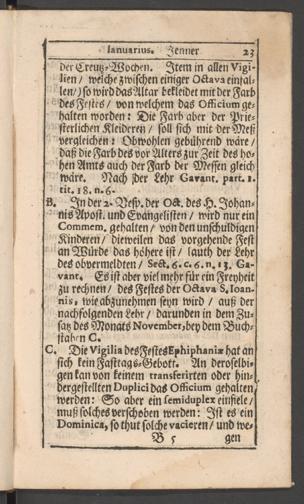 Ianuarius. Jenner 23
der Creutz-Wochen. Item in allen Vigi-
lien / welche zwischen einiger Octava einfal-
len /) so wird das Altar bekleidet mit der Farb
des Festes / von welchem das Officium ge-
halten worden: Die Farb aber der Prie-
sterlichen Kleideren / soll sich mit der Meß
vergleichen: Obwohlen gebührend wäre /
daß die Farb des vor Alters zur Zeit des ho-
hen Amts auch der Farb der Messen gleich
wäre. Nach der Lehr Gavant. part. 1.
tit. 18. n. 6.
B. In der 2. Vesp. der Oct. des H. Johan-
nis Apost. und Evangelisten / wird nur ein
Commem. gehalten / von den unschuldigen
Kinderen / dieweilen das vorgehende Fest
an Würde das höhere ist / lauth der Lehr
des obvermeldten / Sect. 6. c. 6. n. 13. Ga-
vant. Es ist aber viel mehr für ein Freyheit
zu rechnen / des Festes der Octava S. Ioan-
nis, wie abzunehmen seyn wird / auß der
nachfolgenden Lehr / darunden in dem Zu-
satz des Monats November, bey dem Buch-
staben C.
C. Die Vigilia des Festes Ephiphaniæ hat an
sich kein Fasttags-Gebott. An deroselbi-
gen kan von keinem transferirten oder hin-
dergestellten Duplici das Officium gehalten
werden: So aber ein semiduplex einfiele /
muß solches verschoben werden: Ist es ein
Dominica, so thut solche vacieren / und we-
B 5 gen